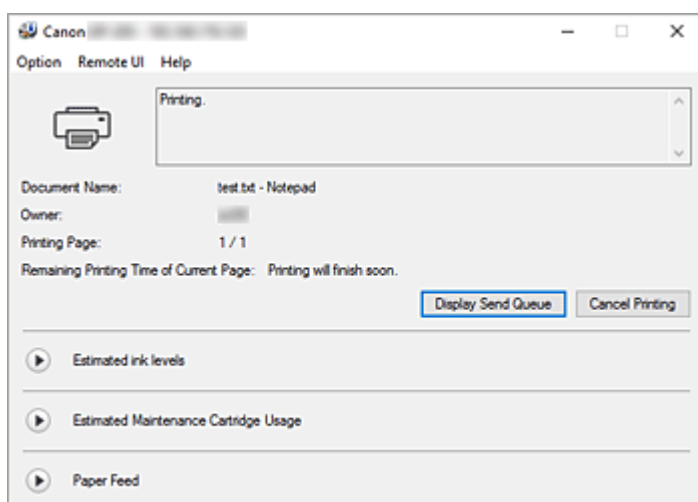 Canon
Option Remote UI Help
Printing.
Document Name: test.txt - Notepad
Owner:
Printing Page: 1 / 1
Remaining Printing Time of Current Page: Printing will finish soon.
Display Send Queue Cancel Printing
Estimated ink levels
Estimated Maintenance Cartridge Usage
Paper Feed